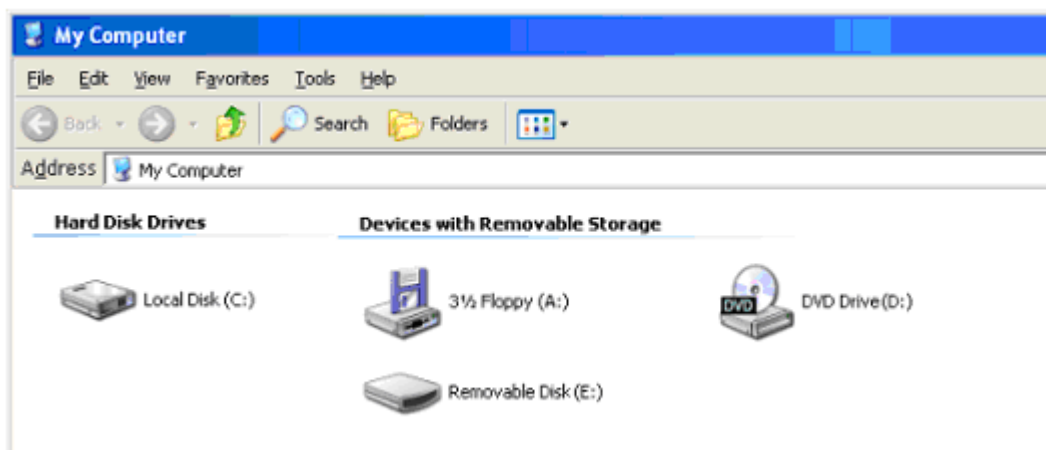 My Computer
File Edit View Favorites Tools Help
Back Search Folders
Address My Computer
Hard Disk Drives Devices with Removable Storage
Local Disk (C:) 3½ Floppy (A:) DVD DVD Drive(D:)
Removable Disk (E:)